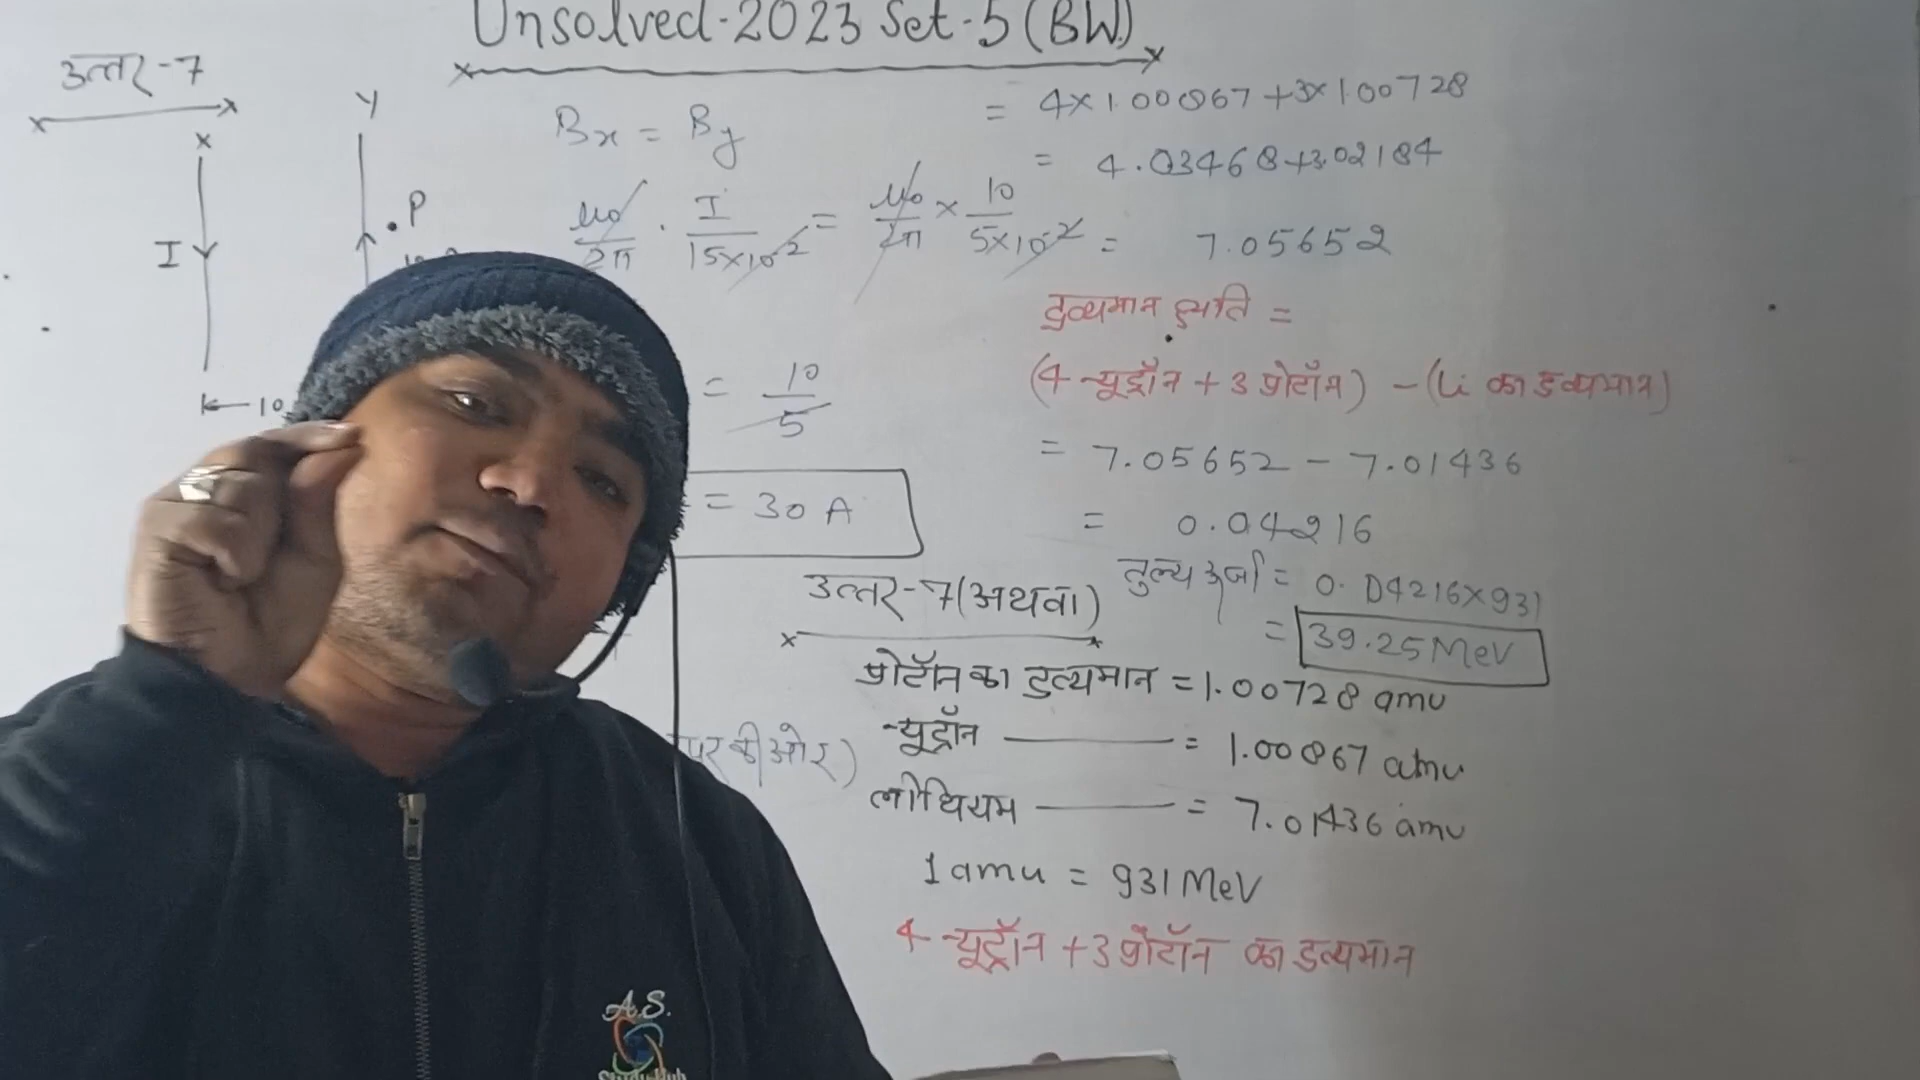 Unsolved-2023 Set-5 (BW)
उत्तर-7
X
Y
I
P
10
Bx = By
μ0/2π . I/15×10-2 = μ0/2π × 10/5×10-2
= 10/5
= 30 A
उत्तर-7 (अथवा)
प्रोटॉन का द्रव्यमान = 1.00728 amu
न्यूट्रॉन ——— = 1.00867 amu
लीथियम ——— = 7.01436 amu
1 amu = 931 MeV
4 न्यूट्रॉन + 3 प्रोटॉन का द्रव्यमान
= 4×1.00867 + 3×1.00728
= 4.03468+3.02184
= 7.05652
द्रव्यमान क्षति =
(4 न्यूट्रॉन + 3 प्रोटॉन) - (Li का द्रव्यमान)
= 7.05652 - 7.01436
= 0.04216
तुल्य ऊर्जा = 0.04216×931
= 39.25 MeV
की ओर)
A.S.